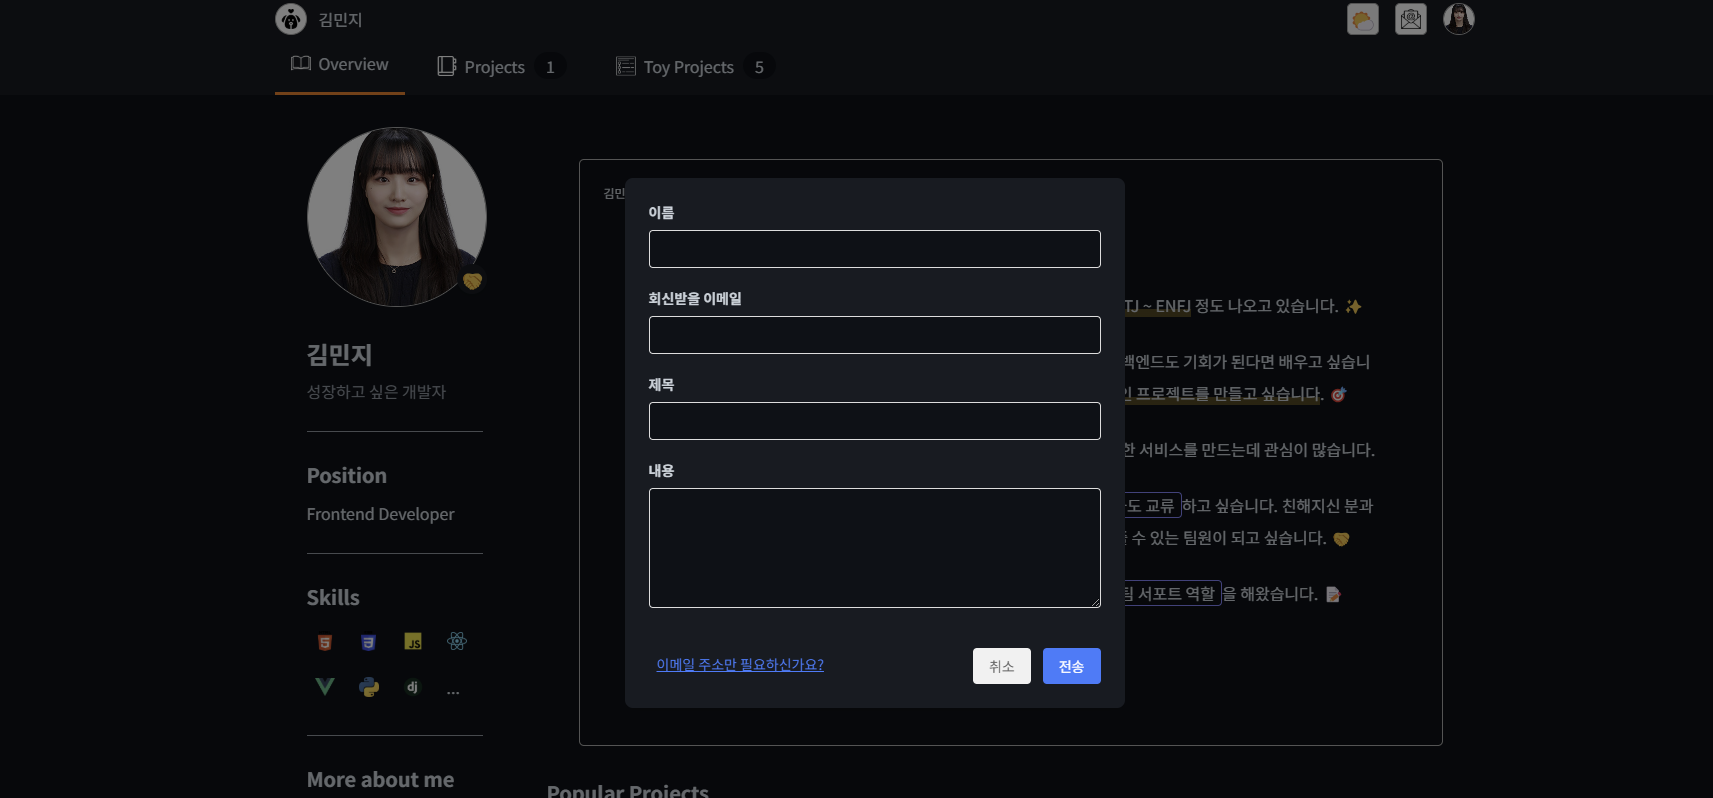 김민지
Overview
Projects 1
Toy Projects 5
김민지
성장하고 싶은 개발자
Position
Frontend Developer
Skills
JS
dj
...
More about me
김민
이름
회신받을 이메일
제목
내용
이메일 주소만 필요하신가요?
취소
전송
TJ ~ ENFJ 정도 나오고 있습니다.
백엔드도 기회가 된다면 배우고 싶습니
프로젝트를 만들고 싶습니다.
한 서비스를 만드는데 관심이 많습니다.
도 교류 하고 싶습니다. 친해지신 분과
수 있는 팀원이 되고 싶습니다.
팀 서포트 역할 을 해왔습니다.
Popular Projects